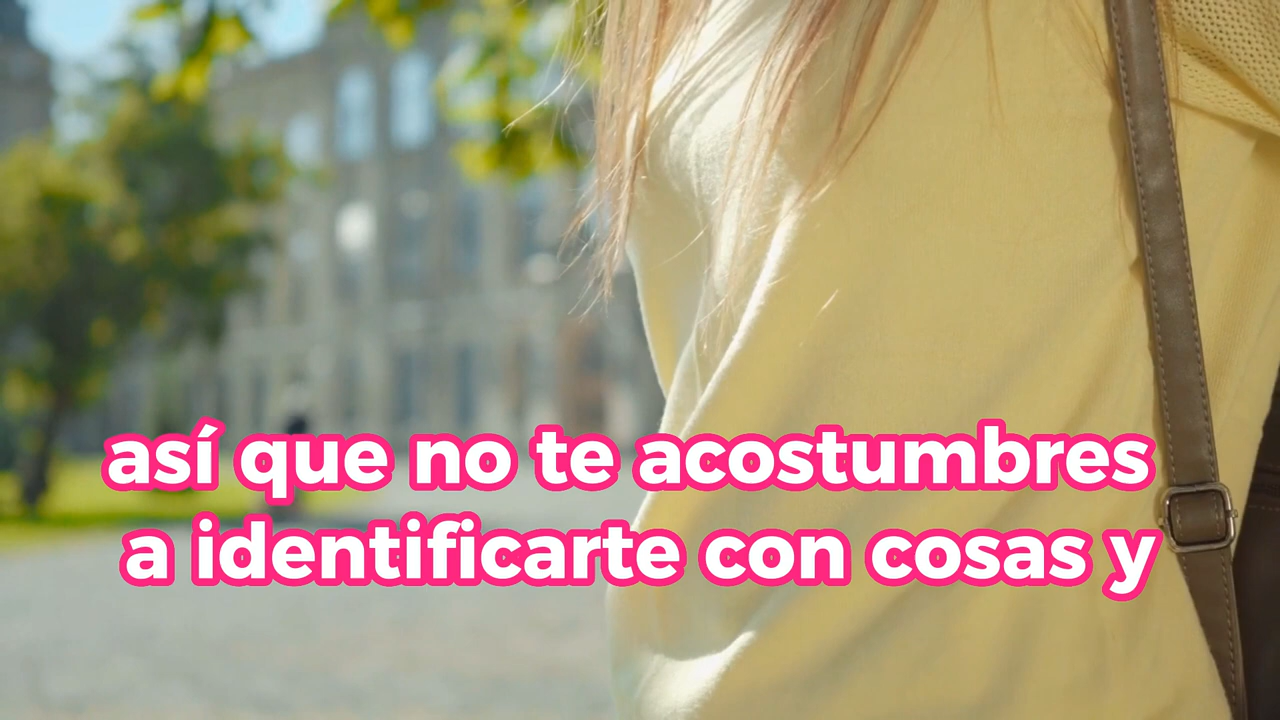 así que no te acostumbres
a identificarte con cosas y